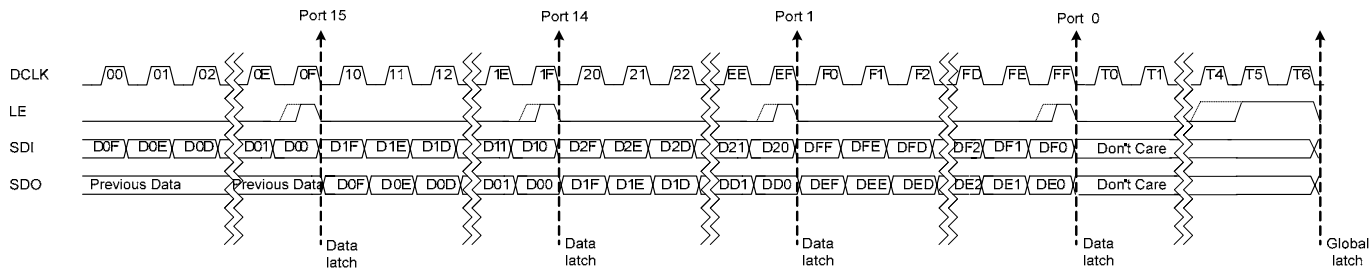 Port 15 Port 14 Port 1 Port 0
DCLK 00 01 02 0E 0F 10 11 12 1E 1F 20 21 22 EE EF F0 F1 F2 FD FE FF T0 T1 T4 T5 T6
LE
SDI D0F D0E D0D D01 D00 D1F D1E D1D D11 D10 D2F D2E D2D D21 D20 DFF DFE DFD DF2 DF1 DF0 Don't Care
SDO Previous Data Previous Data D0F D0E D0D D01 D00 D1F D1E D1D DD1 DD0 DEF DEE DED DE2 DE1 DE0 Don't Care
Data Data Data Data Global
latch latch latch latch latch